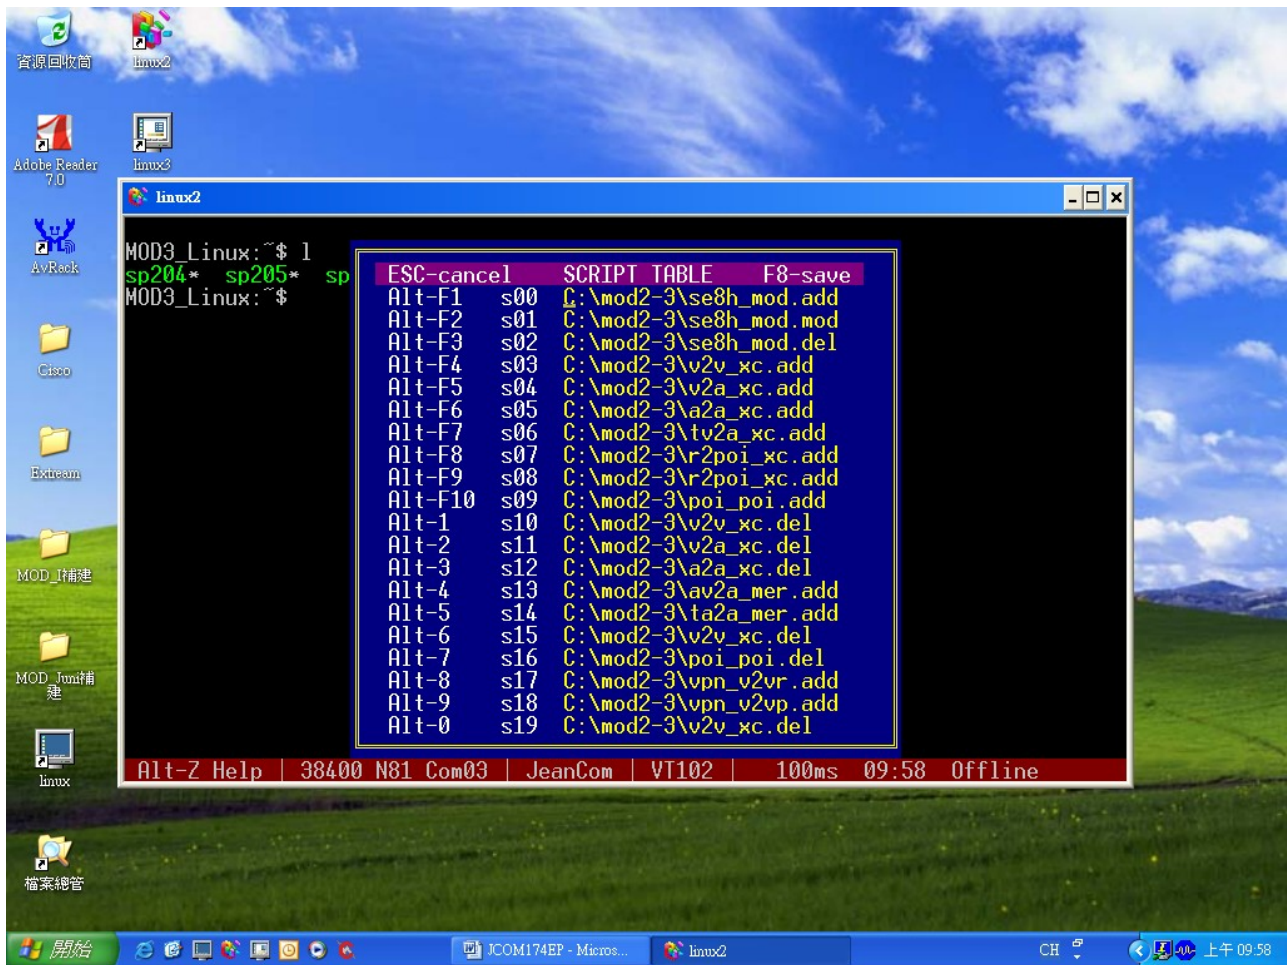 資源回收筒
linux2
Adobe Reader 7.0
linux3
AvRack
Cisco
Extream
MOD_I補建
MOD_Juni補建
linux
檔案總管
linux2
MOD3_Linux:~$ l
sp204*  sp205*  sp
MOD3_Linux:~$
ESC-cancel SCRIPT TABLE F8-save
Alt-F1 s00 C:\mod2-3\se8h_mod.add
Alt-F2 s01 C:\mod2-3\se8h_mod.mod
Alt-F3 s02 C:\mod2-3\se8h_mod.del
Alt-F4 s03 C:\mod2-3\v2v_xc.add
Alt-F5 s04 C:\mod2-3\v2a_xc.add
Alt-F6 s05 C:\mod2-3\a2a_xc.add
Alt-F7 s06 C:\mod2-3\tv2a_xc.add
Alt-F8 s07 C:\mod2-3\r2poi_xc.add
Alt-F9 s08 C:\mod2-3\r2poi_xc.add
Alt-F10 s09 C:\mod2-3\poi_poi.add
Alt-1 s10 C:\mod2-3\v2v_xc.del
Alt-2 s11 C:\mod2-3\v2a_xc.del
Alt-3 s12 C:\mod2-3\a2a_xc.del
Alt-4 s13 C:\mod2-3\av2a_mer.add
Alt-5 s14 C:\mod2-3\ta2a_mer.add
Alt-6 s15 C:\mod2-3\v2v_xc.del
Alt-7 s16 C:\mod2-3\poi_poi.del
Alt-8 s17 C:\mod2-3\vpn_v2vr.add
Alt-9 s18 C:\mod2-3\vpn_v2vp.add
Alt-0 s19 C:\mod2-3\v2v_xc.del
Alt-Z Help | 38400 N81 Com03 | JeanCom | VT102 | 100ms 09:58 Offline
開始 JCOM174EP - Micros... linux2 CH 上午 09:58